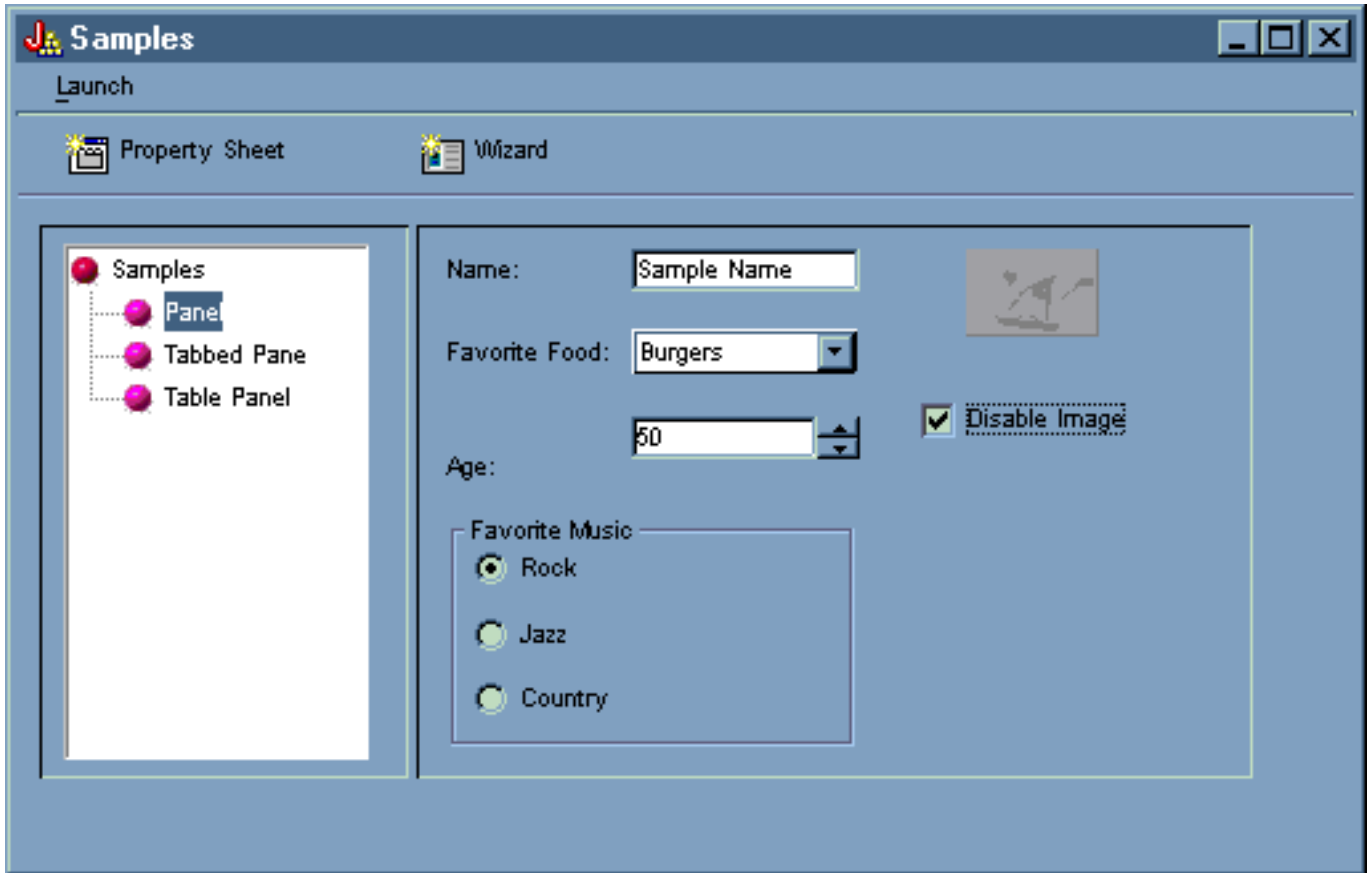 Samples
Launch
Property Sheet
Wizard
Samples
Panel
Tabbed Pane
Table Panel
Name:
Sample Name
Favorite Food:
Burgers
50
Age:
Disable Image
Favorite Music
Rock
Jazz
Country